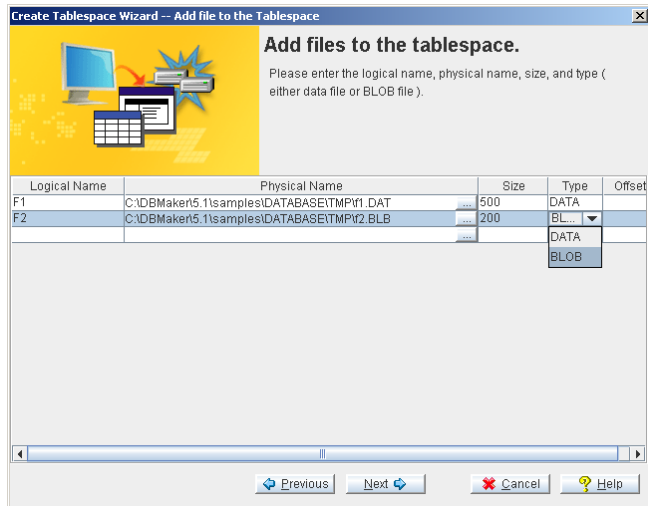 Create Tablespace Wizard -- Add file to the Tablespace
Add files to the tablespace.
Please enter the logical name, physical name, size, and type (
either data file or BLOB file ).
Logical Name Physical Name Size Type Offset
F1 C:\DBMaker\5.1\samples\DATABASE\TMP\f1.DAT ... 500 DATA
F2 C:\DBMaker\5.1\samples\DATABASE\TMP\f2.BLB ... 200 BL...
...
DATA
BLOB
Previous Next Cancel Help